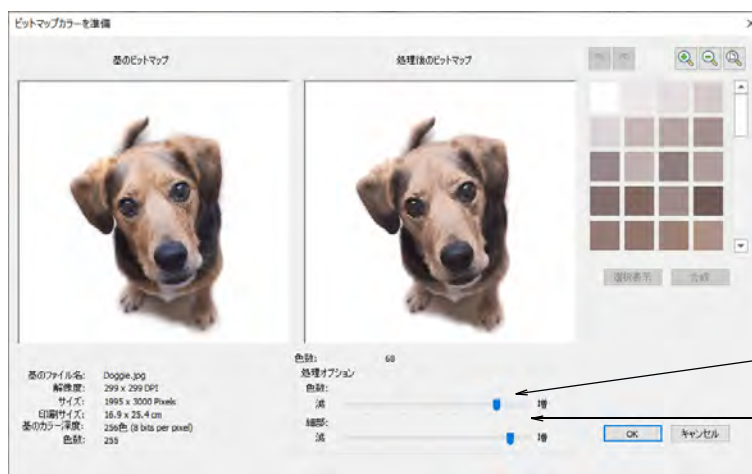 ビットマップカラーを準備
基のビットマップ
処理後のビットマップ
選択表示
合成
色数: 60
処理オプション
色数:
減 増
細部:
減 増
基のファイル名: Doggie.jpg
解像度: 299 x 299 DPI
サイズ: 1995 x 3000 Pixels
印刷サイズ: 16.9 x 25.4 cm
基のカラー深度: 256色 (8 bits per pixel)
色数: 255
OK キャンセル